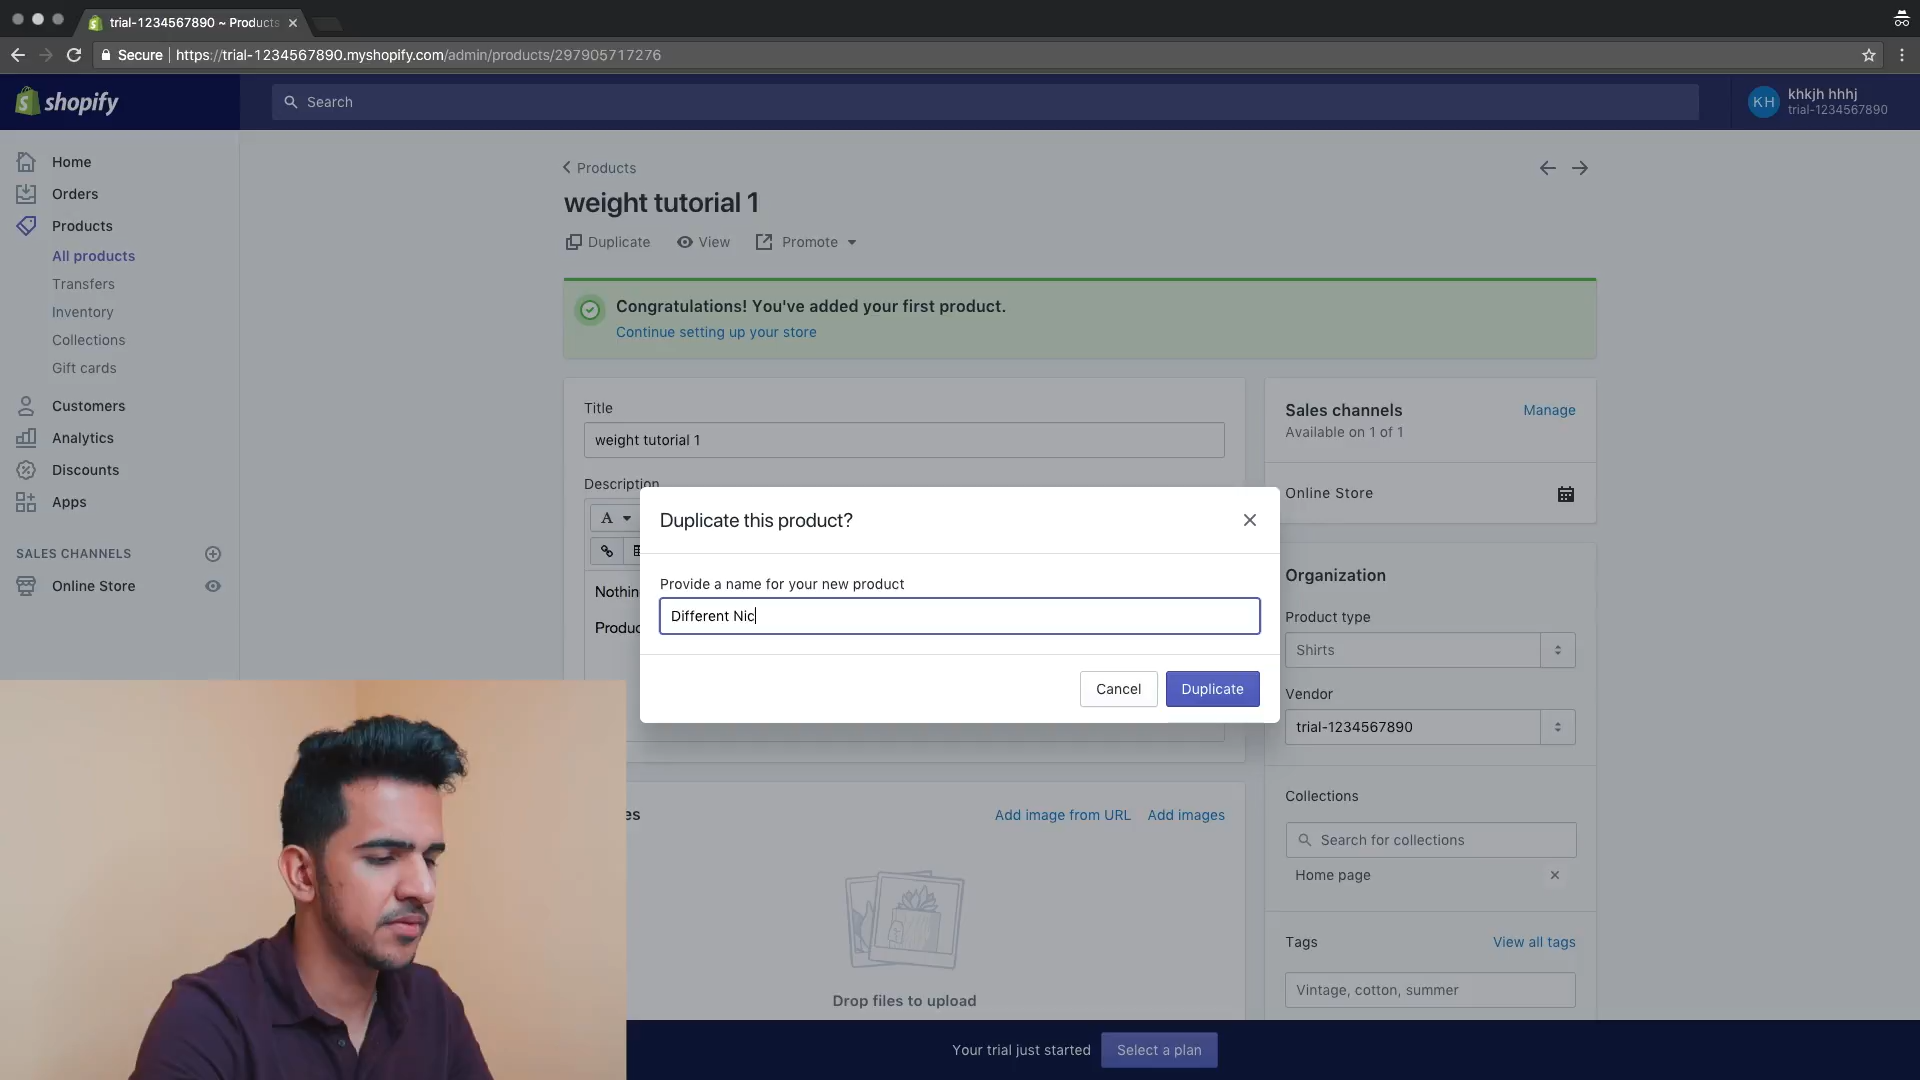 trial-1234567890 ~ Products
Secure
https://trial-1234567890.myshopify.com/admin/products/297905717276
shopify
Search
KH
khkjh hhhj
trial-1234567890
Home
Orders
Products
All products
Transfers
Inventory
Collections
Gift cards
Customers
Analytics
Discounts
Apps
SALES CHANNELS
Online Store
Products
weight tutorial 1
Duplicate
View
Promote
Congratulations! You've added your first product.
Continue setting up your store
Title
weight tutorial 1
Description
A
Nothin
Produc
Duplicate this product?
Provide a name for your new product
Different Nic
Cancel
Duplicate
es
Add image from URL
Add images
Drop files to upload
Sales channels
Manage
Available on 1 of 1
Online Store
Organization
Product type
Shirts
Vendor
trial-1234567890
Collections
Search for collections
Home page
Tags
View all tags
Vintage, cotton, summer
Your trial just started
Select a plan